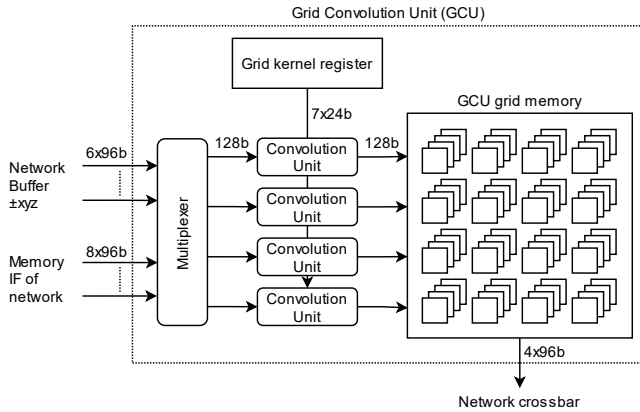 Grid Convolution Unit (GCU)
Grid kernel register
GCU grid memory
7x24b
6x96b
128b
Convolution
Unit
128b
Network
Buffer
±xyz
Multiplexer
Convolution
Unit
8x96b
Memory
IF of
network
Convolution
Unit
Convolution
Unit
4x96b
Network crossbar